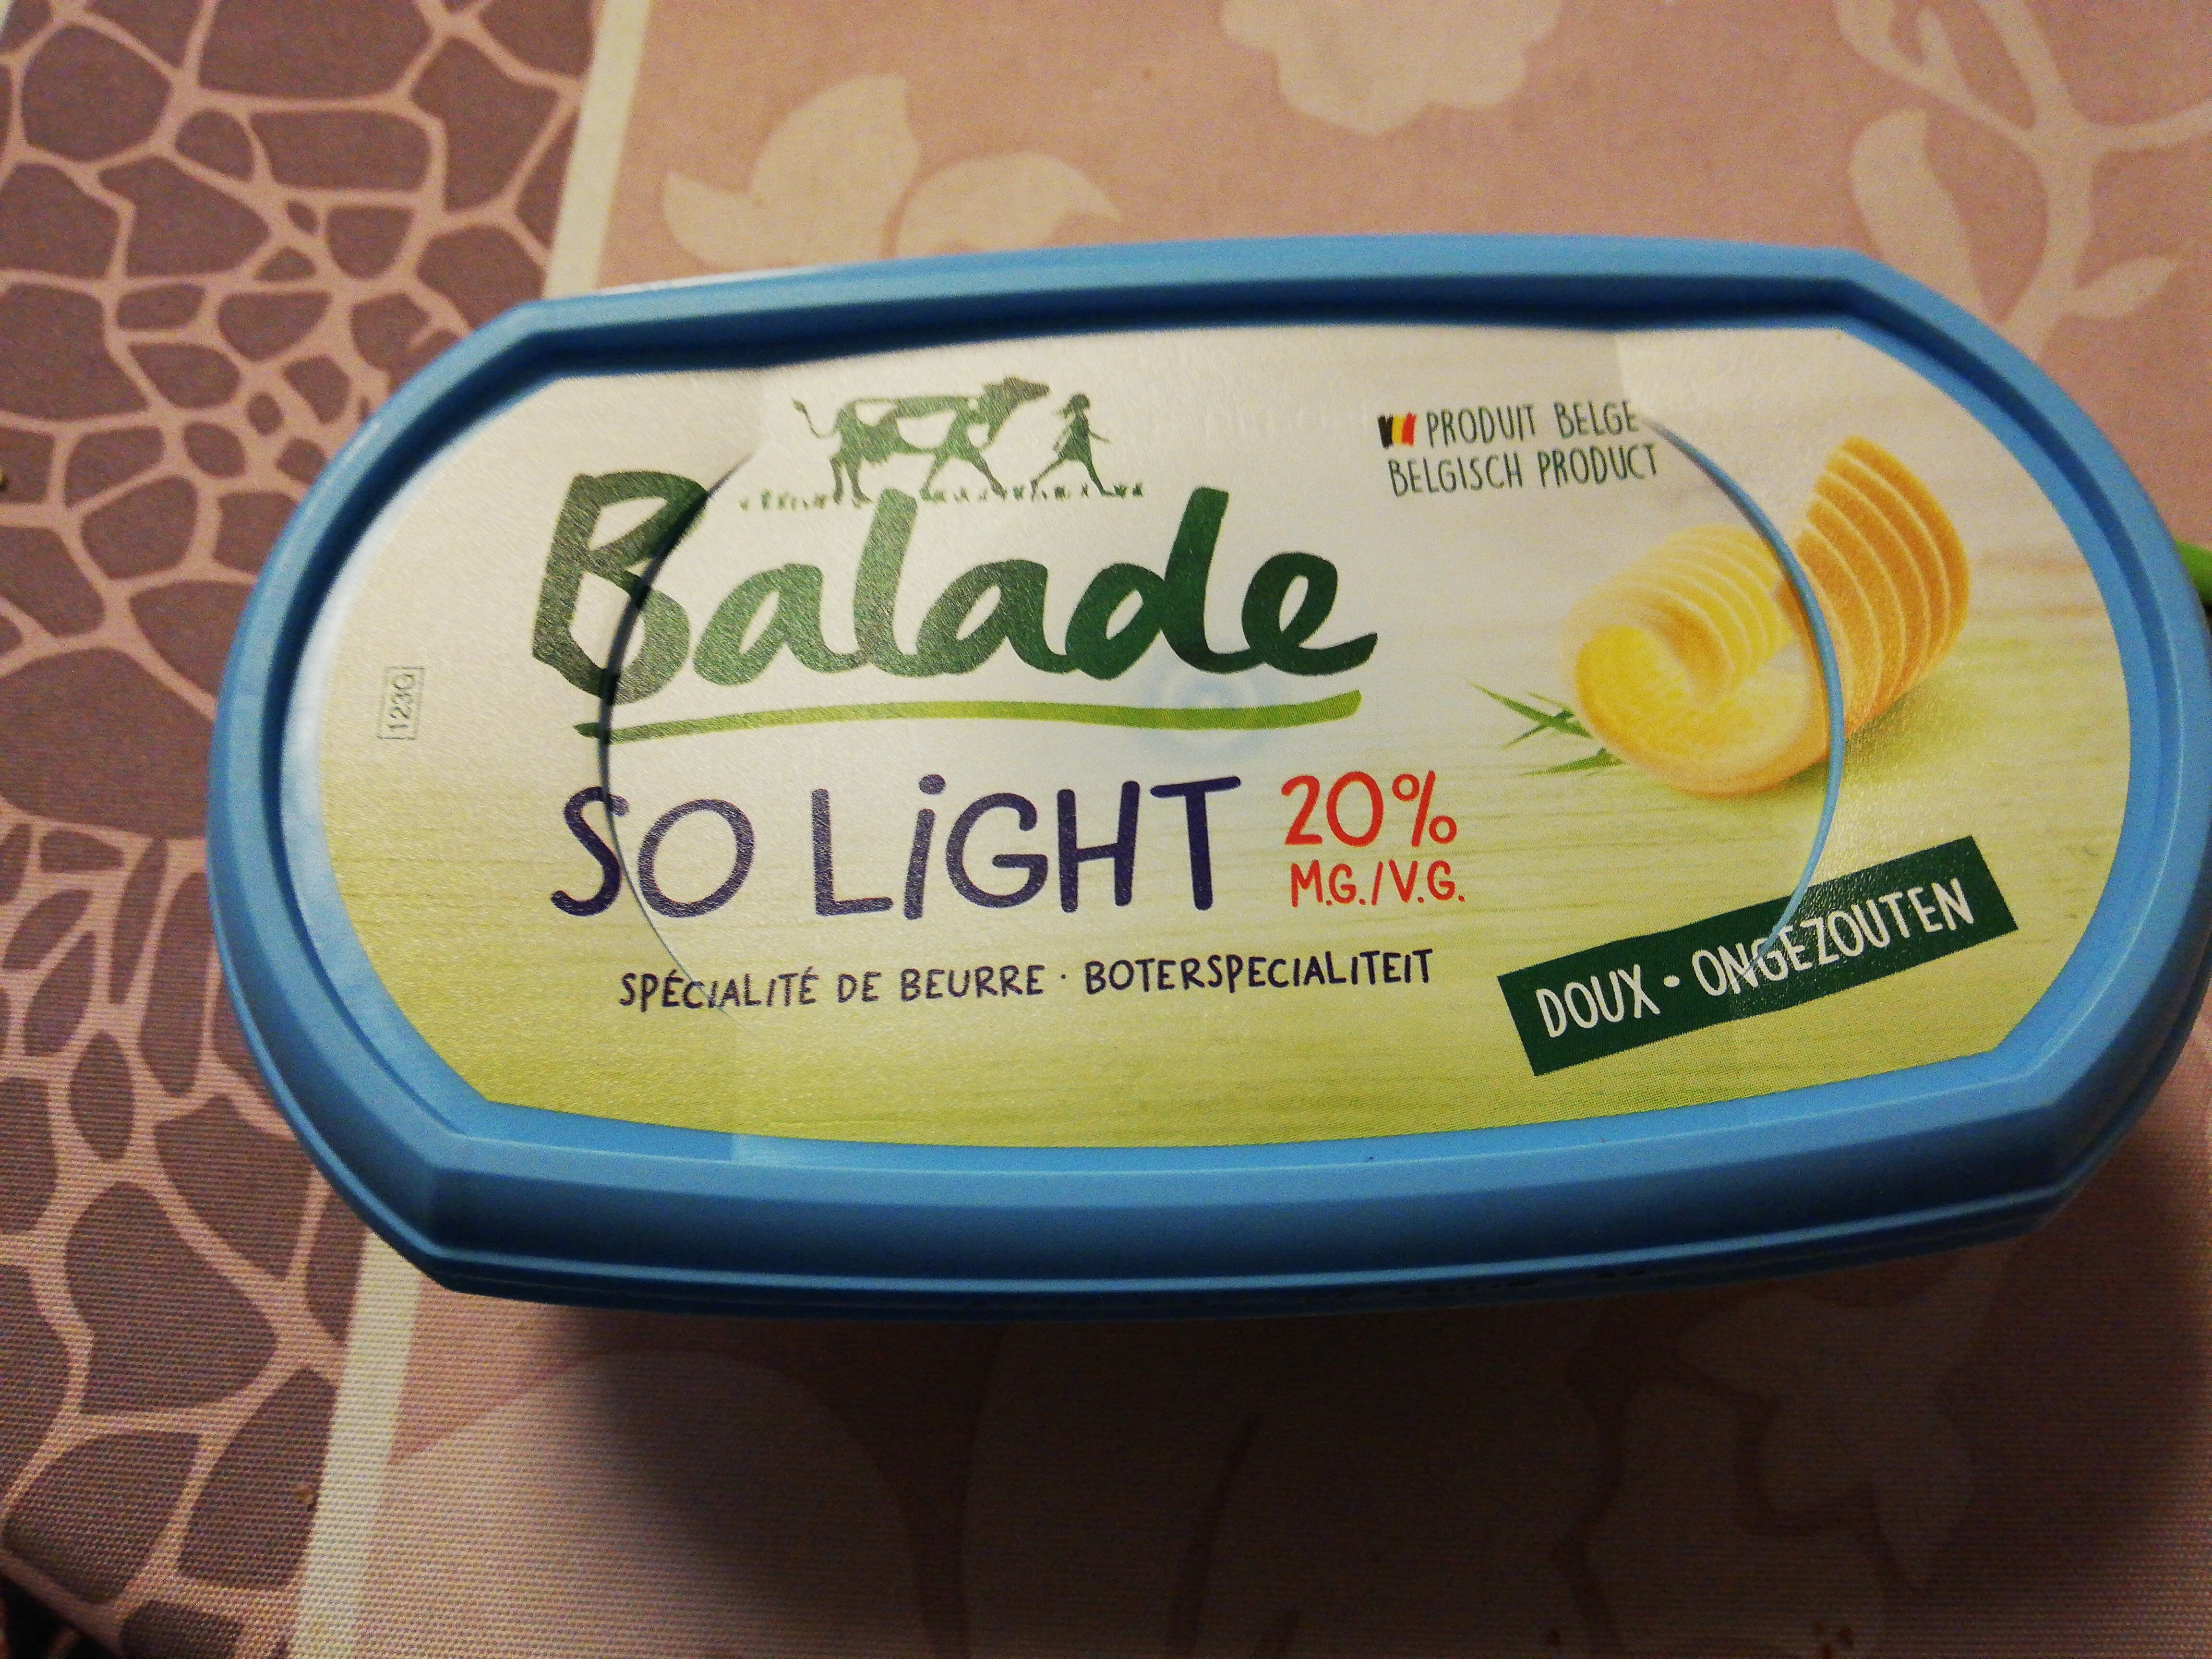 PRODUIT BELGE
BELGISCH PRODUCT
Balade
123G
SO LiGHT 20%
M.G./V.G.
SPÉCIALITÉ DE BEURRE · BOTERSPECIALITEIT
DOUX • ONGEZOUTEN